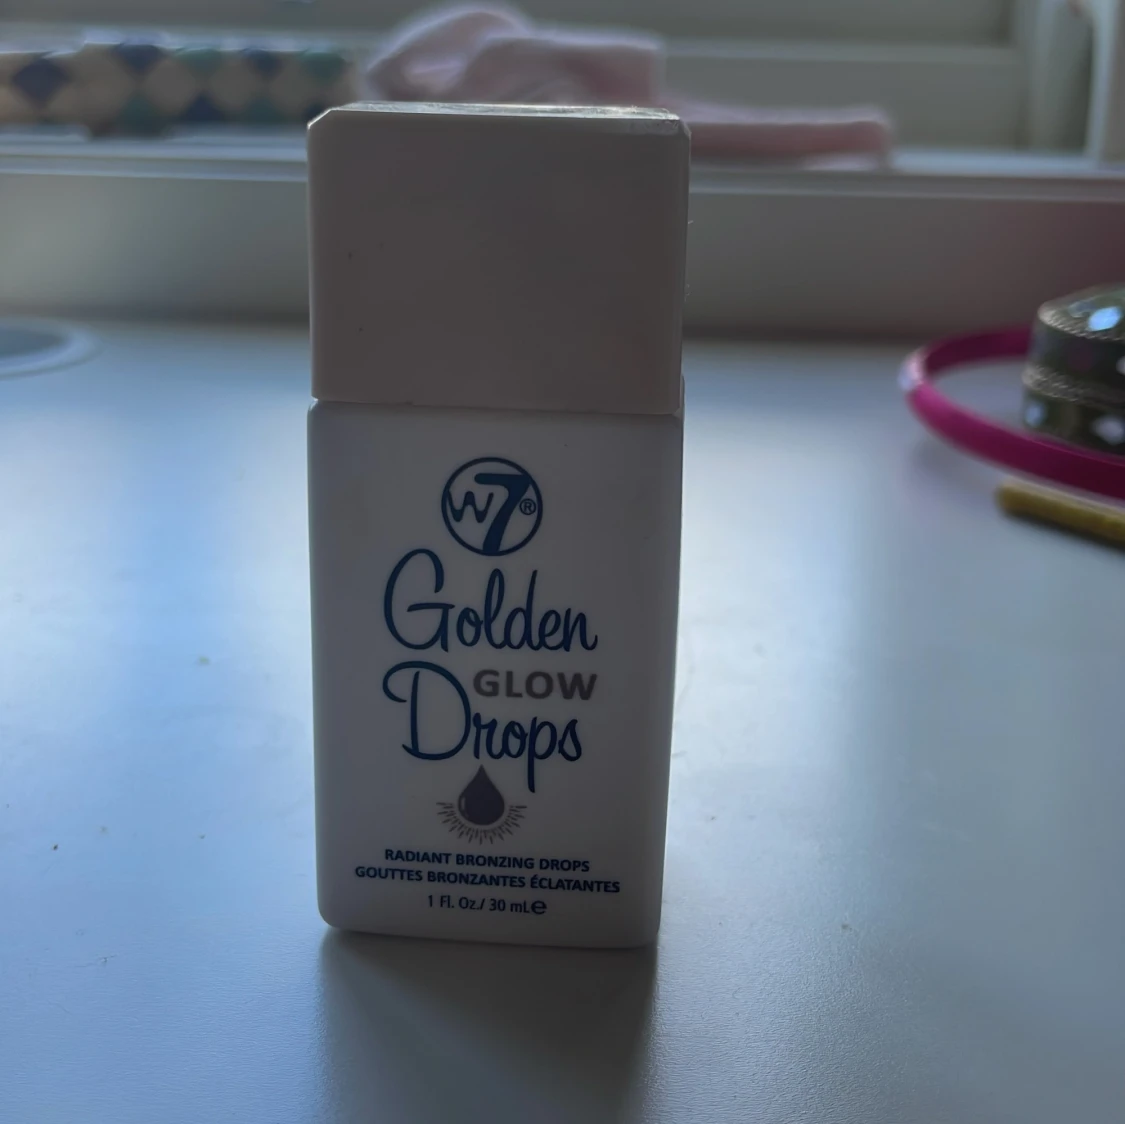 W7®
Golden
GLOW
Drops
RADIANT BRONZING DROPS
GOUTTES BRONZANTES ÉCLATANTES
1 Fl. Oz./ 30 mL℮